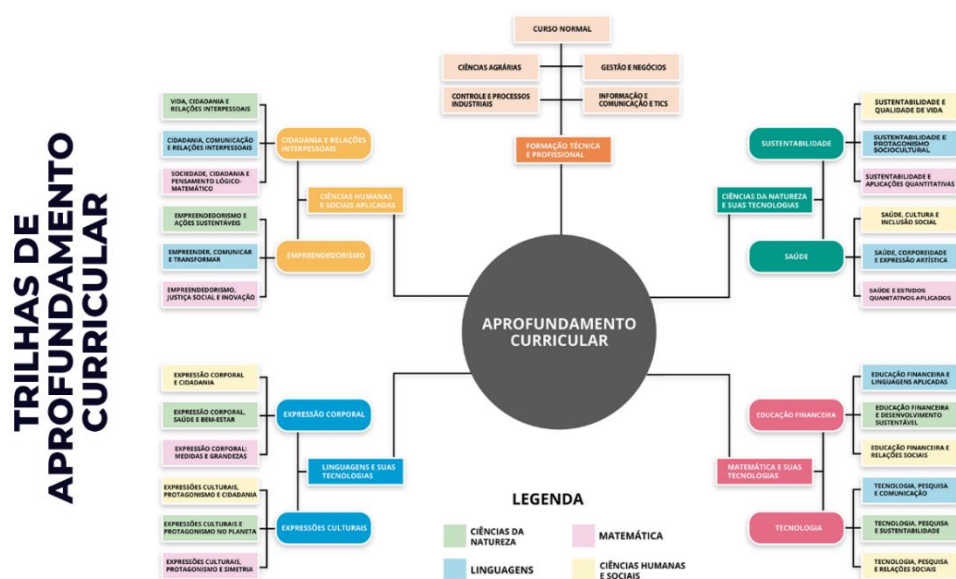 TRILHAS DE
APROFUNDAMENTO
CURRICULAR
CURSO NORMAL
CIÊNCIAS AGRÁRIAS
GESTÃO E NEGÓCIOS
CONTROLE E PROCESSOS
INDUSTRIAIS
INFORMAÇÃO E
COMUNICAÇÃO E TICS
FORMAÇÃO TÉCNICA
E PROFISSIONAL
VIDA, CIDADANIA E
RELAÇÕES INTERPESSOAIS
CIDADANIA, COMUNICAÇÃO
E RELAÇÕES INTERPESSOAIS
SOCIEDADE, CIDADANIA E
PENSAMENTO LÓGICO-
MATEMÁTICO
CIDADANIA E RELAÇÕES
INTERPESSOAIS
CIÊNCIAS HUMANAS
E SOCIAIS APLICADAS
EMPREENDEDORISMO E
AÇÕES SUSTENTÁVEIS
EMPREENDER, COMUNICAR
E TRANSFORMAR
EMPREENDEDORISMO,
JUSTIÇA SOCIAL E INOVAÇÃO
EMPREENDEDORISMO
SUSTENTABILIDADE
SUSTENTABILIDADE E
QUALIDADE DE VIDA
SUSTENTABILIDADE E
PROTAGONISMO
SOCIOCULTURAL
SUSTENTABILIDADE E
APLICAÇÕES QUANTITATIVAS
CIÊNCIAS DA NATUREZA
E SUAS TECNOLOGIAS
SAÚDE
SAÚDE, CULTURA E
INCLUSÃO SOCIAL
SAÚDE, CORPOREIDADE
E EXPRESSÃO ARTÍSTICA
SAÚDE E ESTUDOS
QUANITATIVOS APLICADOS
APROFUNDAMENTO
CURRICULAR
EXPRESSÃO CORPORAL
E CIDADANIA
EXPRESSÃO CORPORAL,
SAÚDE E BEM-ESTAR
EXPRESSÃO CORPORAL:
MEDIDAS E GRANDEZAS
EXPRESSÃO CORPORAL
LINGUAGENS E SUAS
TECNOLOGIAS
EXPRESSÕES CULTURAIS,
PROTAGONISMO E CIDADANIA
EXPRESSÕES CULTURAIS E
PROTAGONISMO NO PLANETA
EXPRESSÕES CULTURAIS,
PROTAGONISMO E SIMETRIA
EXPRESSÕES CULTURAIS
EDUCAÇÃO FINANCEIRA
EDUCAÇÃO FINANCEIRA E
LINGUAGENS APLICADAS
EDUCAÇÃO FINANCEIRA
E DESENVOLVIMENTO
SUSTENTÁVEL
EDUCAÇÃO FINANCEIRA E
RELAÇÕES SOCIAIS
MATEMÁTICA E SUAS
TECNOLOGIAS
TECNOLOGIA
TECNOLOGIA, PESQUISA
E COMUNICAÇÃO
TECNOLOGIA, PESQUISA
E SUSTENTABILIDADE
TECNOLOGIA, PESQUISA
E RELAÇÕES SOCIAIS
LEGENDA
CIÊNCIAS DA
NATUREZA
MATEMÁTICA
LINGUAGENS
CIÊNCIAS HUMANAS
E SOCIAIS